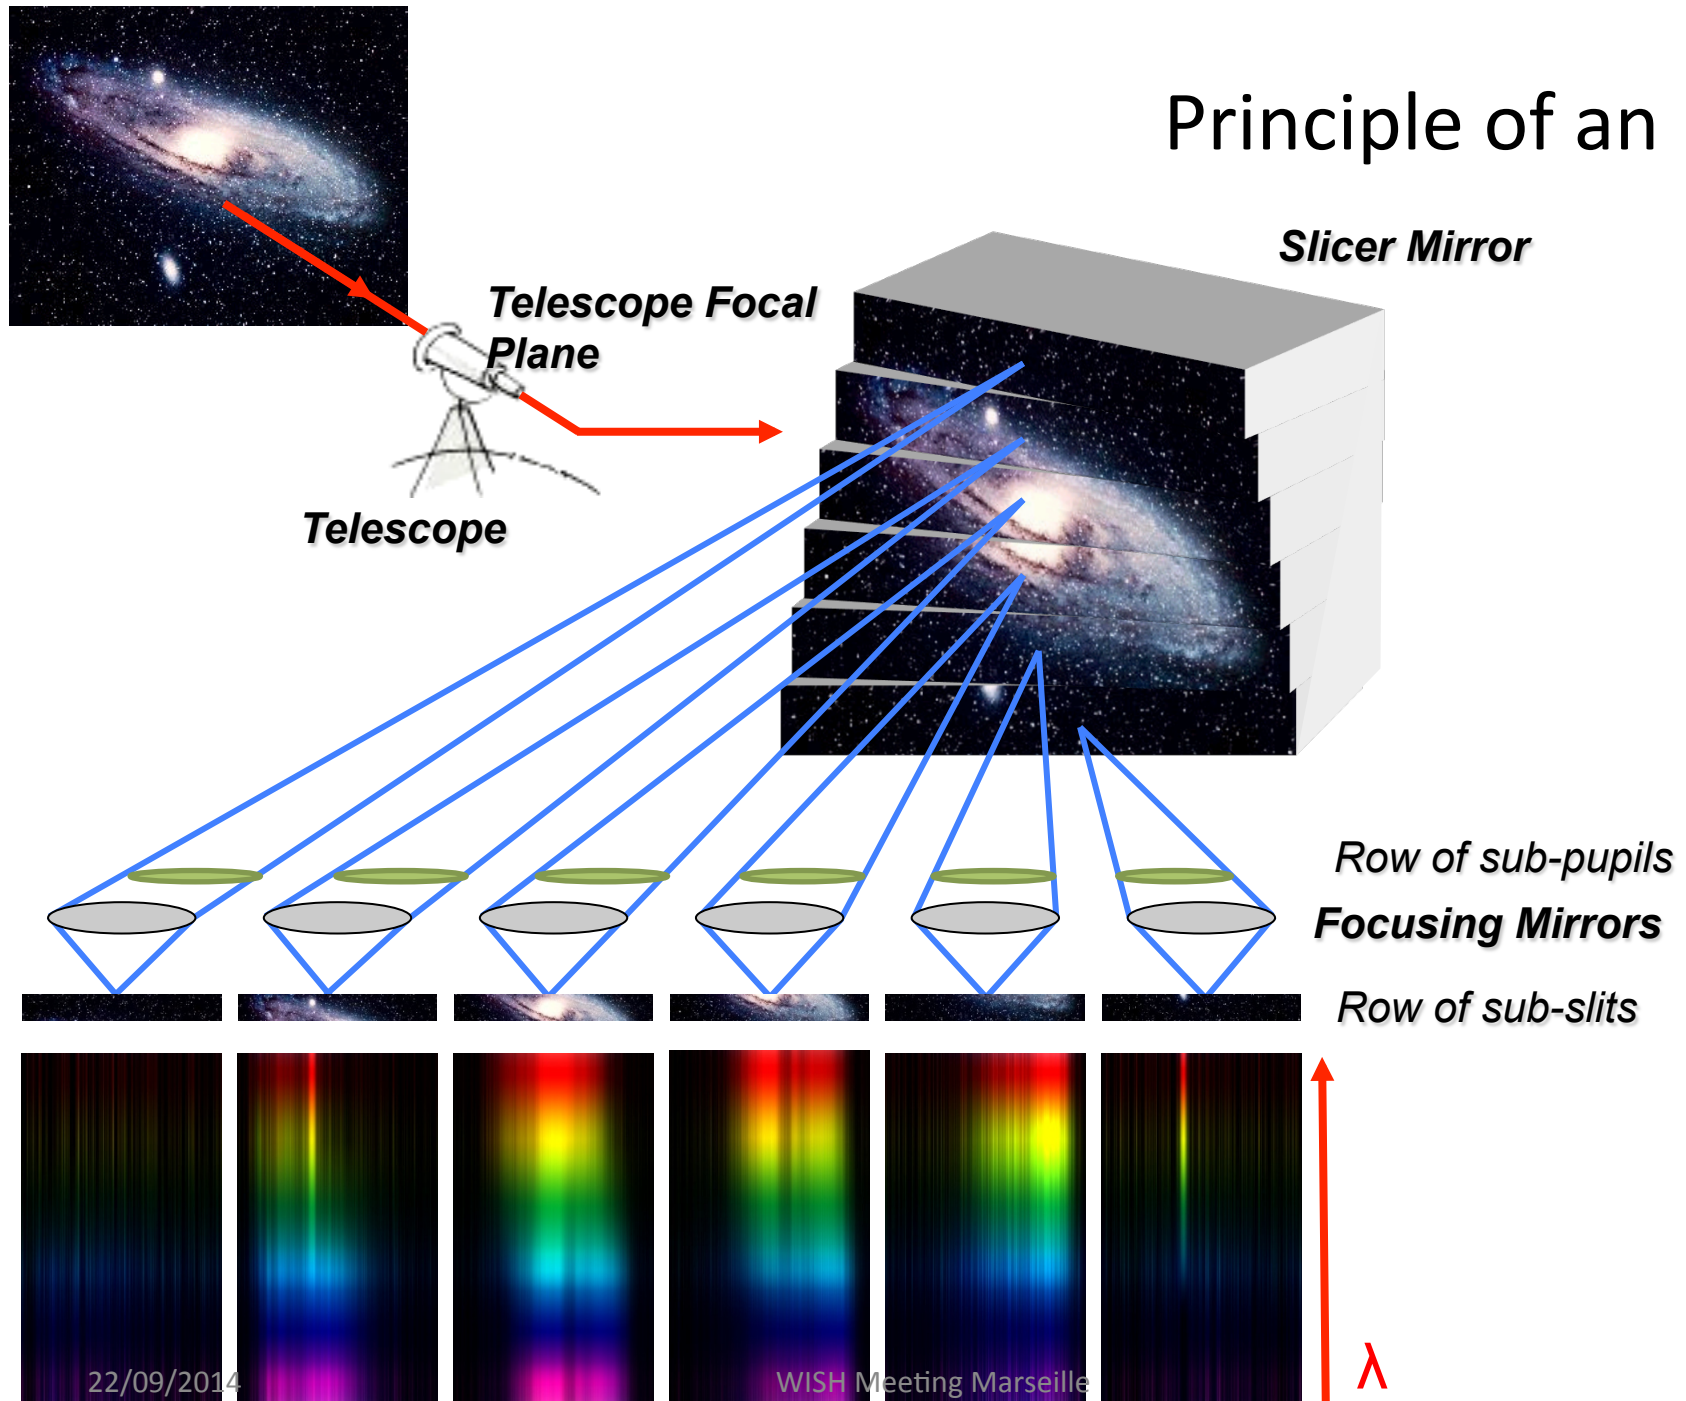 Principle of an
Slicer Mirror
Telescope Focal
Plane
Telescope
Row of sub-pupils
Focusing Mirrors
Row of sub-slits
λ
22/09/2014
WISH Meeting Marseille